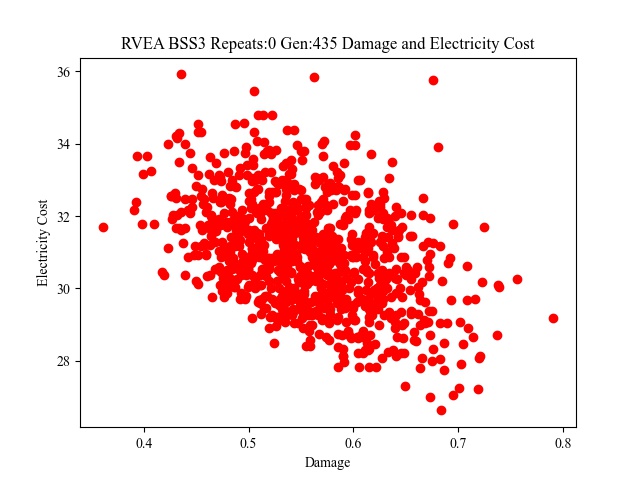 RVEA BSS3 Repeats:0 Gen:435 Damage and Electricity Cost
36
34
32
30
28
Electricity Cost
0.4 0.5 0.6 0.7 0.8
Damage